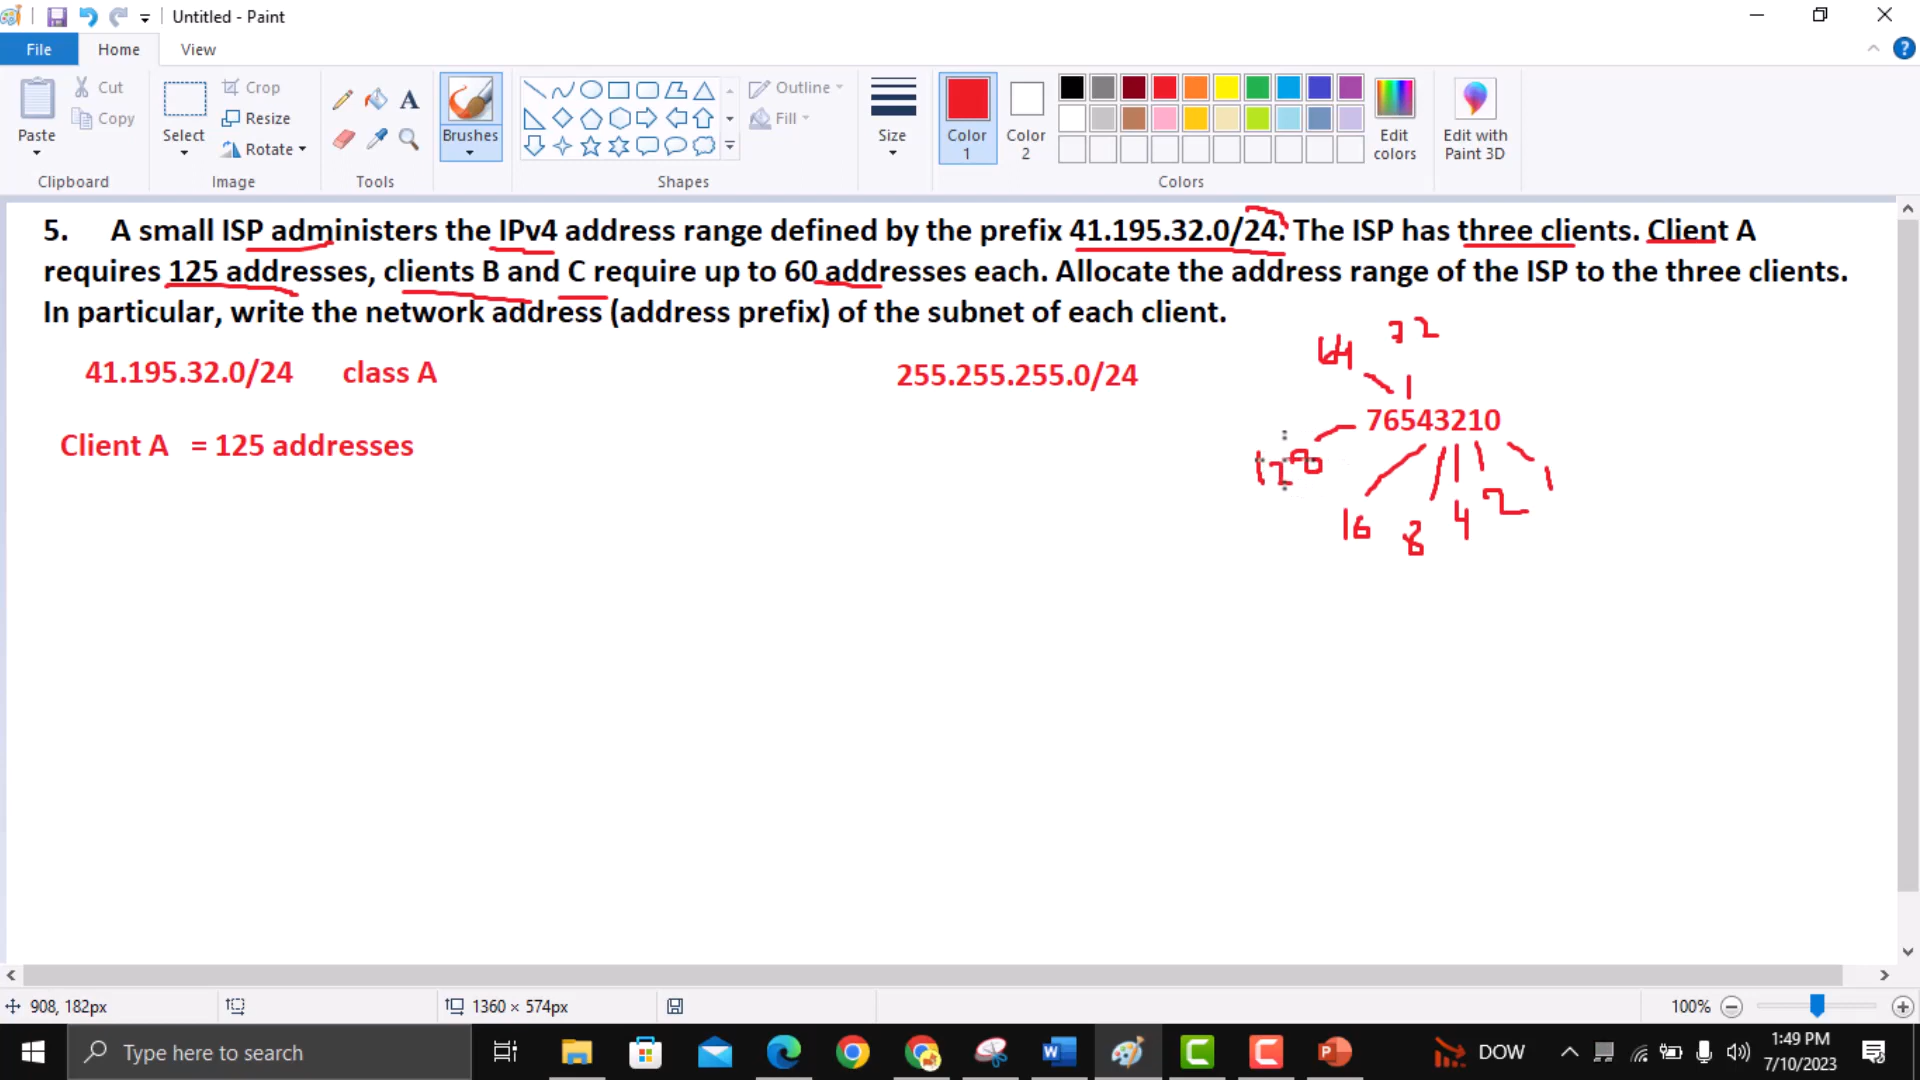 Untitled - Paint
File Home View
Paste
Cut
Copy
Clipboard
Select
Crop
Resize
Rotate
Image
Tools
Brushes
Shapes
Outline
Fill
Size
Color 1
Color 2
Edit colors
Colors
Edit with Paint 3D
5. A small ISP administers the IPv4 address range defined by the prefix 41.195.32.0/24. The ISP has three clients. Client A
requires 125 addresses, clients B and C require up to 60 addresses each. Allocate the address range of the ISP to the three clients.
In particular, write the network address (address prefix) of the subnet of each client.
64 32
41.195.32.0/24 class A 255.255.255.0/24
76543210
Client A = 125 addresses
128
16 8 4 2 1
908, 182px
1360 × 574px
100%
Type here to search
DOW
1:49 PM
7/10/2023